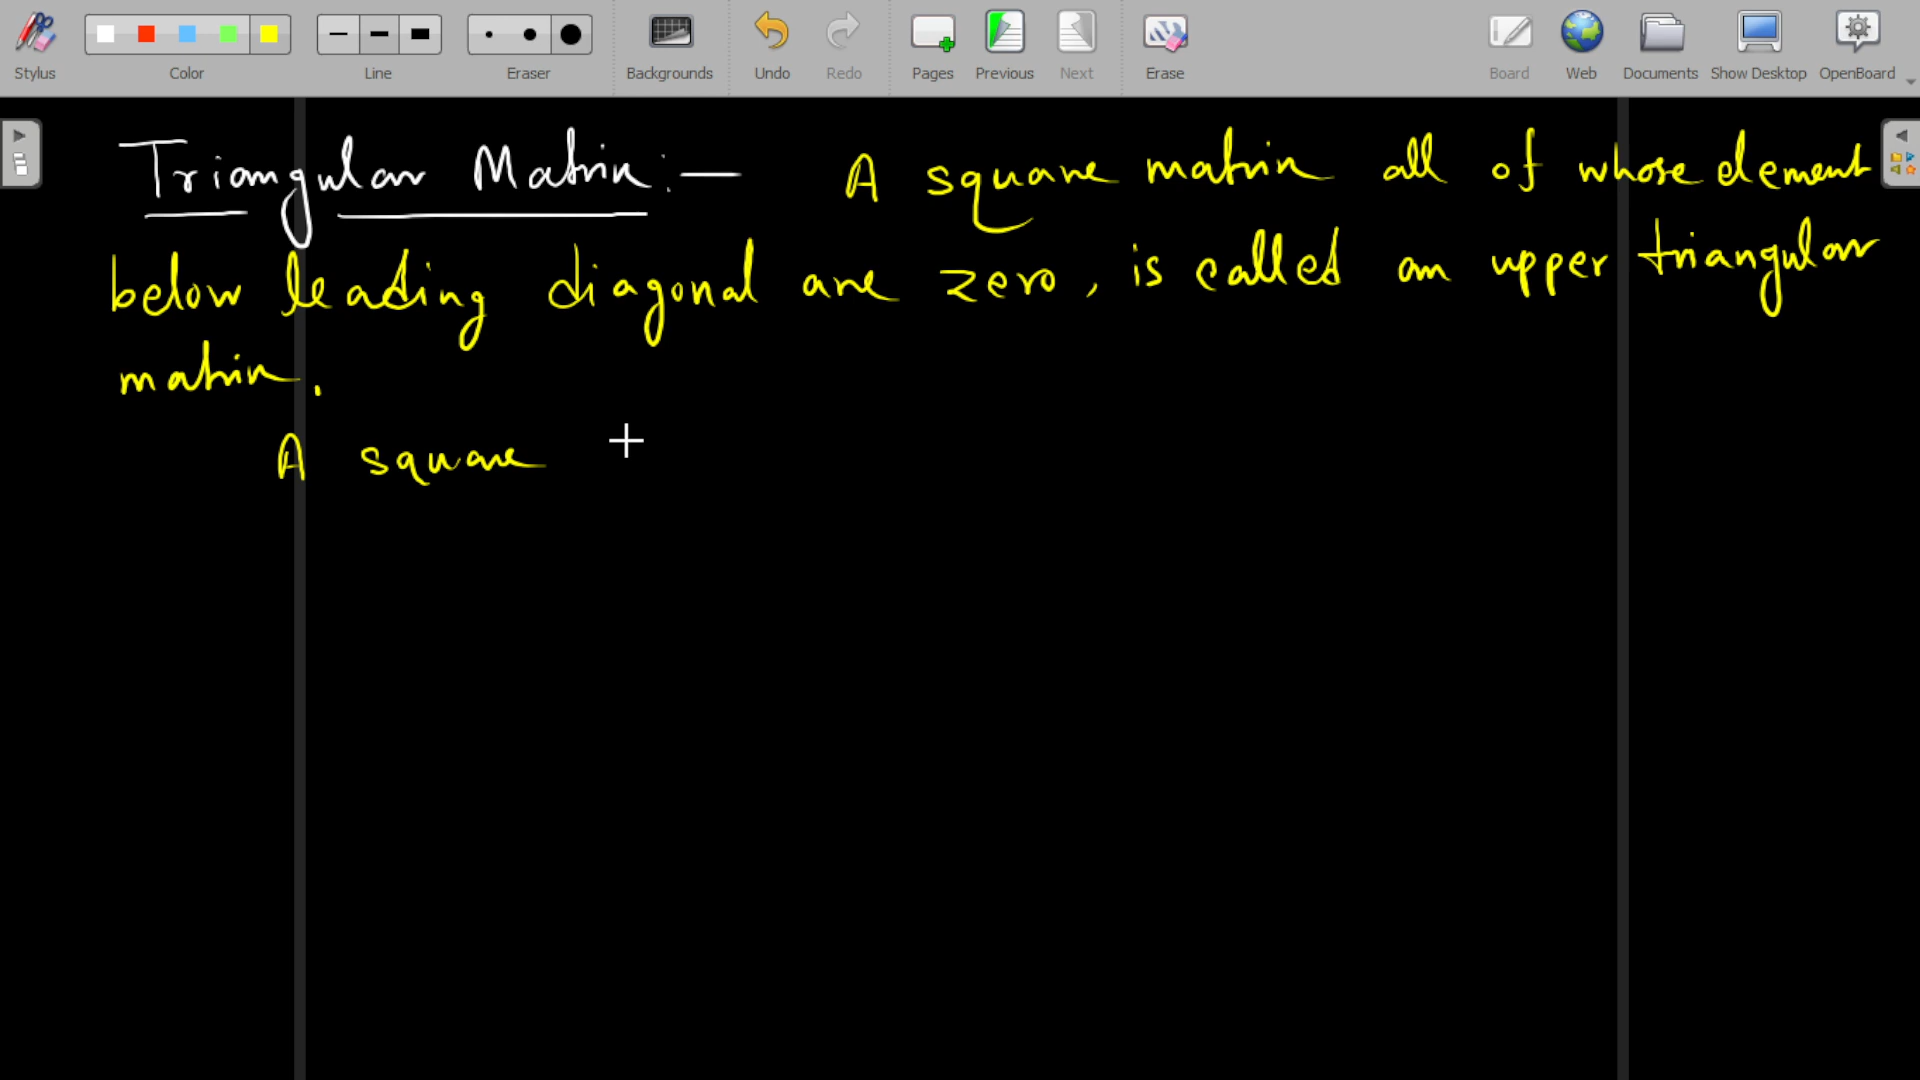 Stylus Color Line Eraser Backgrounds Undo Redo Pages Previous Next Erase Board Web Documents Show Desktop OpenBoard
Triangular Matrix :— A square matrix all of whose element
below leading diagonal are zero, is called an upper triangular
matrix.
A square